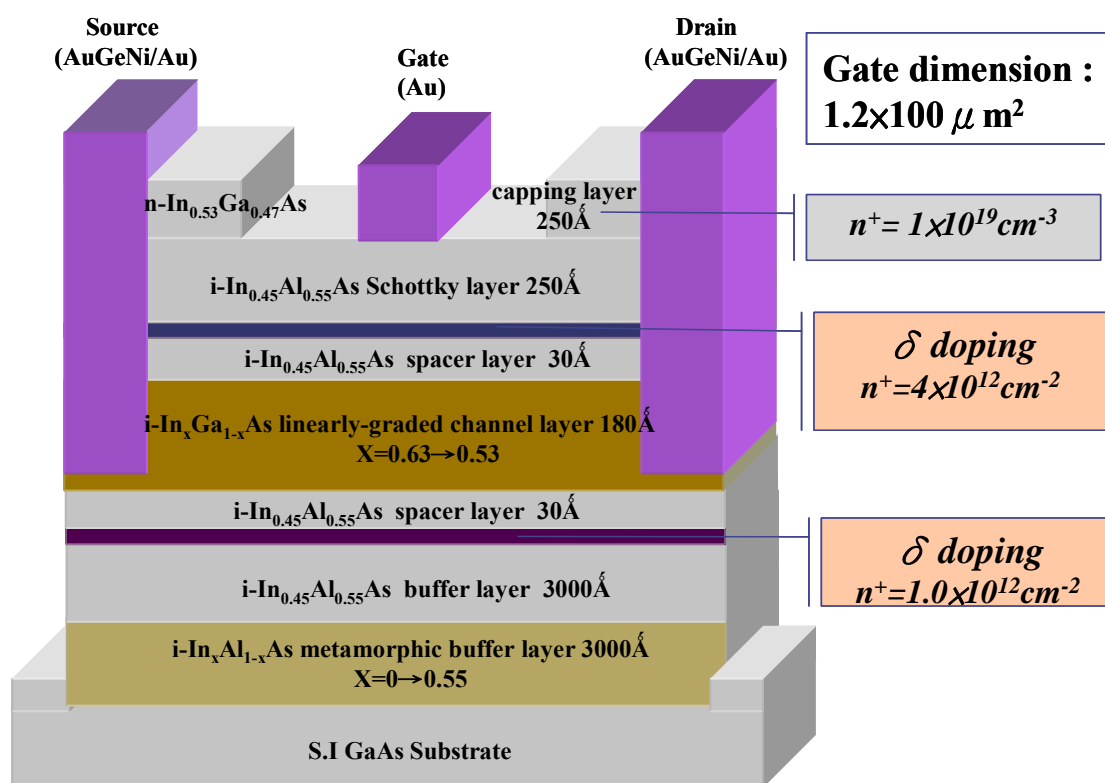 Source
(AuGeNi/Au)
Gate
(Au)
Drain
(AuGeNi/Au)
Gate dimension :
1.2×100 μ m²
n-In₀.₅₃Ga₀.₄₇As
capping layer
250Å
n⁺= 1×10¹⁹cm⁻³
i-In₀.₄₅Al₀.₅₅As Schottky layer 250Å
δ doping
n⁺=4×10¹²cm⁻²
i-In₀.₄₅Al₀.₅₅As spacer layer 30Å
i-InₓGa₁₋ₓAs linearly-graded channel layer 180Å
X=0.63→0.53
i-In₀.₄₅Al₀.₅₅As spacer layer 30Å
δ doping
n⁺=1.0×10¹²cm⁻²
i-In₀.₄₅Al₀.₅₅As buffer layer 3000Å
i-InₓAl₁₋ₓAs metamorphic buffer layer 3000Å
X=0→0.55
S.I GaAs Substrate